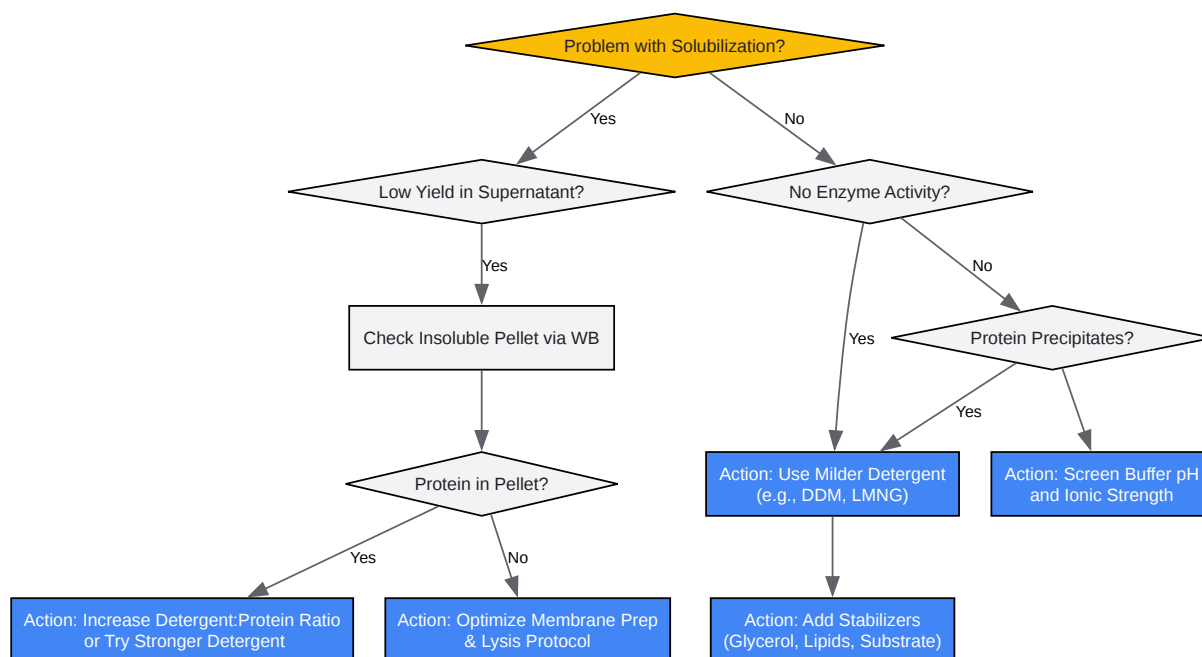 Problem with Solubilization?
Yes
No
Low Yield in Supernatant?
No Enzyme Activity?
Yes
No
Check Insoluble Pellet via WB
Yes
Protein Precipitates?
Yes
Protein in Pellet?
Action: Use Milder Detergent
(e.g., DDM, LMNG)
Action: Screen Buffer pH
and Ionic Strength
Yes
No
Action: Increase Detergent:Protein Ratio
or Try Stronger Detergent
Action: Optimize Membrane Prep
& Lysis Protocol
Action: Add Stabilizers
(Glycerol, Lipids, Substrate)